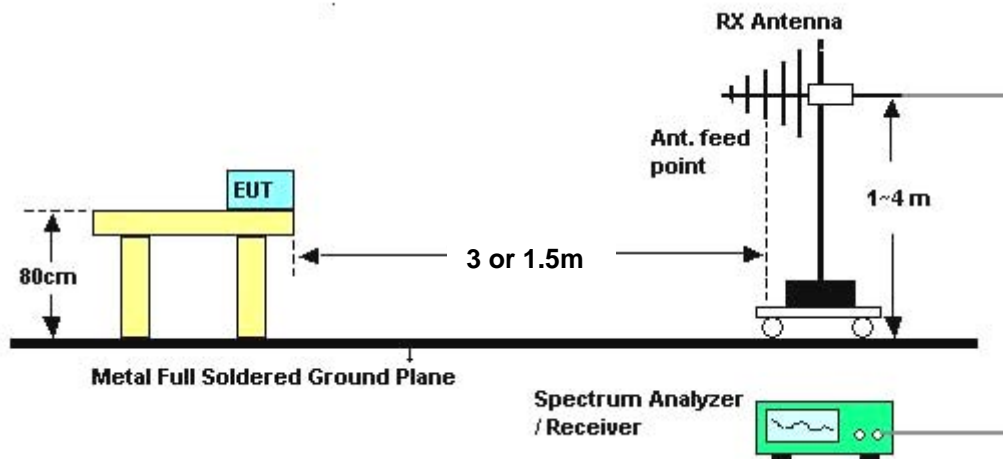 RX Antenna
Ant. feed
point
EUT
1~4 m
3 or 1.5m
80cm
Metal Full Soldered Ground Plane
Spectrum Analyzer
/ Receiver